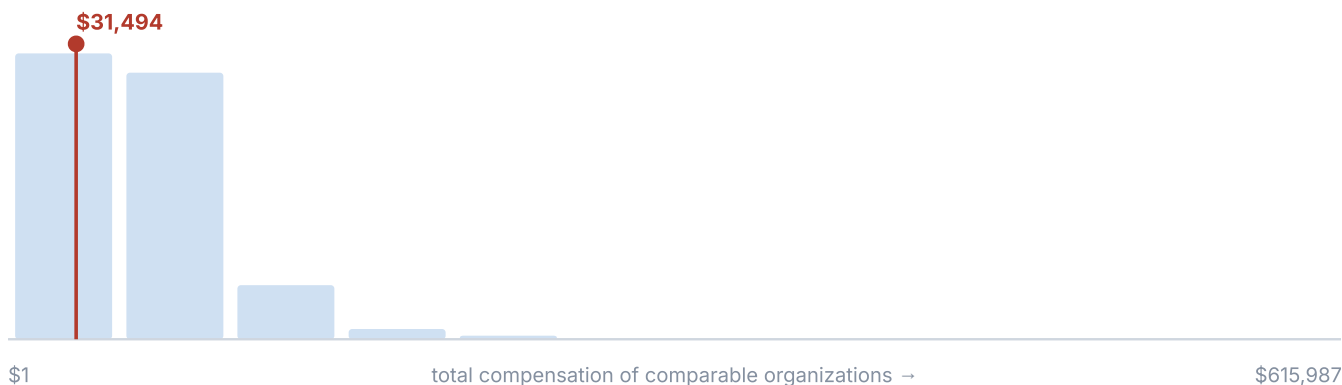 $31,494
$1 total compensation of comparable organizations → $615,987